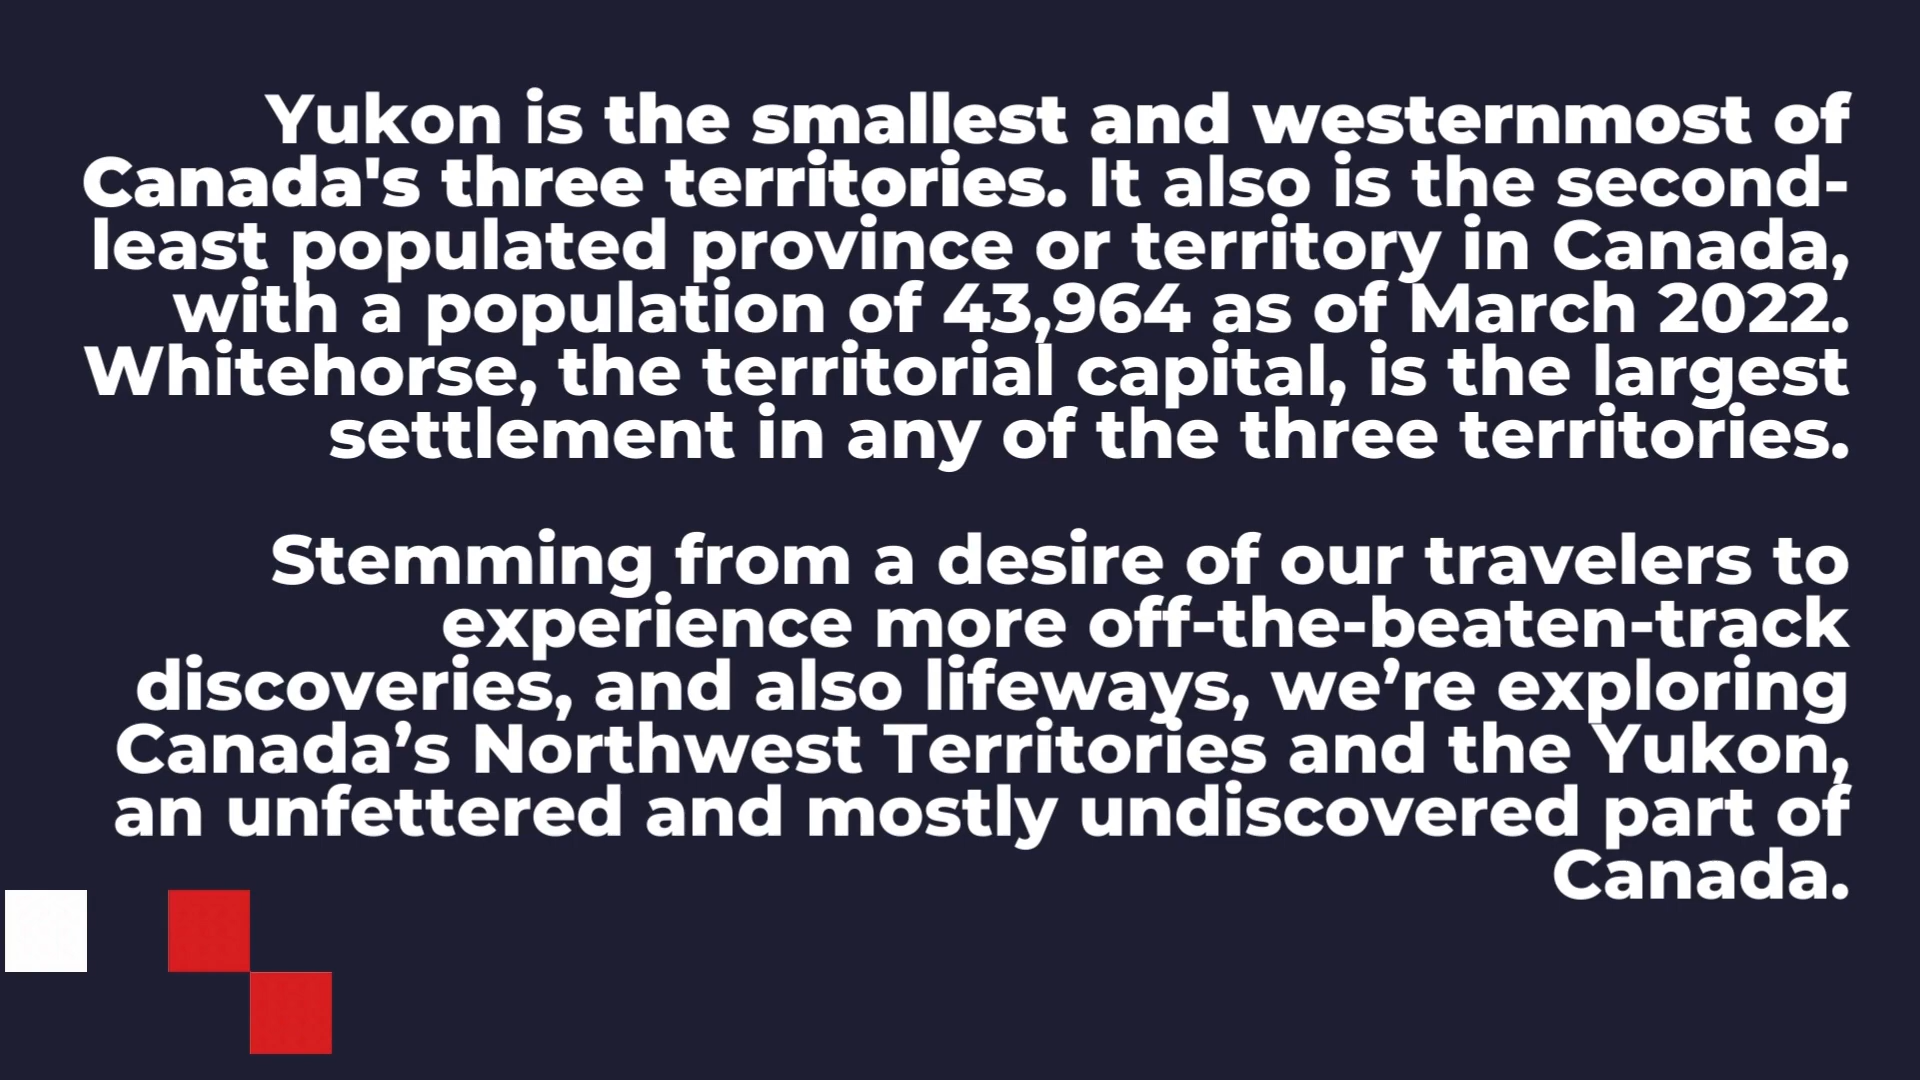 Yukon is the smallest and westernmost of
Canada's three territories. It also is the second-
least populated province or territory in Canada,
with a population of 43,964 as of March 2022.
Whitehorse, the territorial capital, is the largest
settlement in any of the three territories.
Stemming from a desire of our travelers to
experience more off-the-beaten-track
discoveries, and also lifeways, we’re exploring
Canada’s Northwest Territories and the Yukon,
an unfettered and mostly undiscovered part of
Canada.